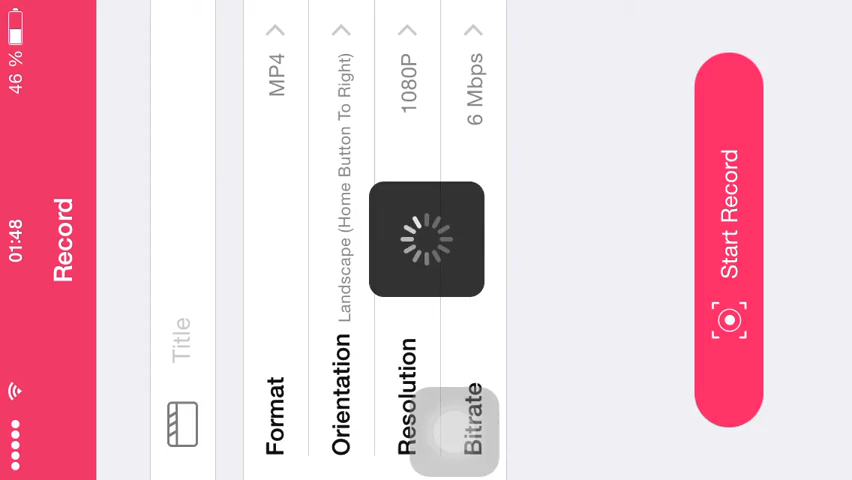 01:48
46 %
Record
Title
Format MP4
Orientation Landscape (Home Button To Right)
Resolution 1080P
Bitrate 6 Mbps
Start Record